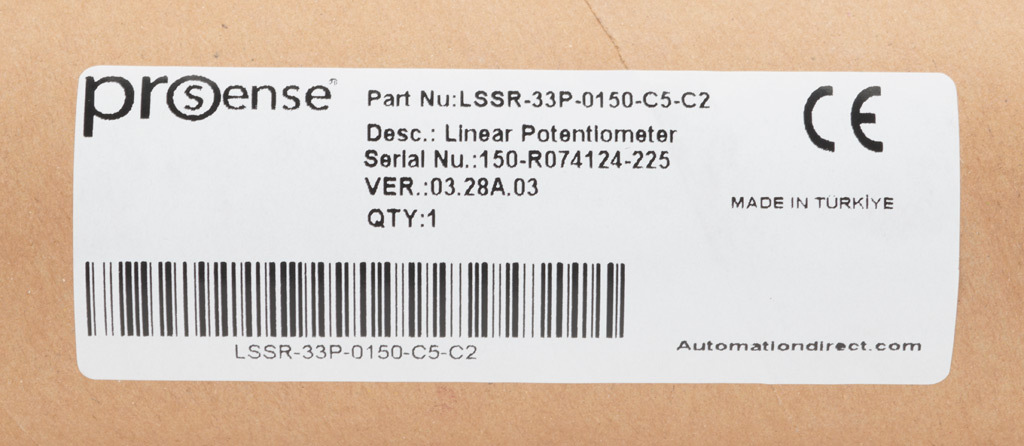 prosense®
Part Nu:LSSR-33P-0150-C5-C2
Desc.: Linear Potentiometer
Serial Nu.:150-R074124-225
VER.:03.28A.03
QTY:1
CE
MADE IN TÜRKİYE
LSSR-33P-0150-C5-C2
Automationdirect.com